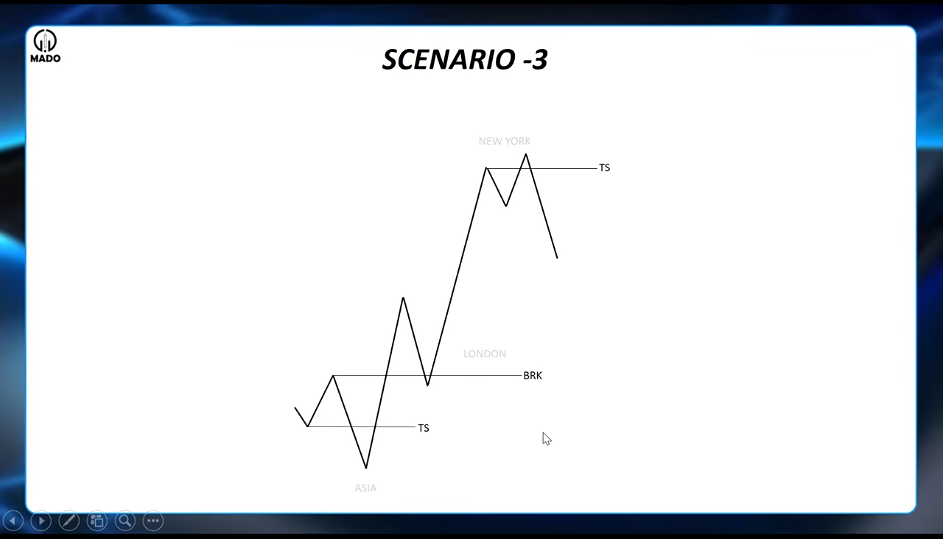 MADO
SCENARIO -3
NEW YORK
TS
LONDON
BRK
TS
ASIA